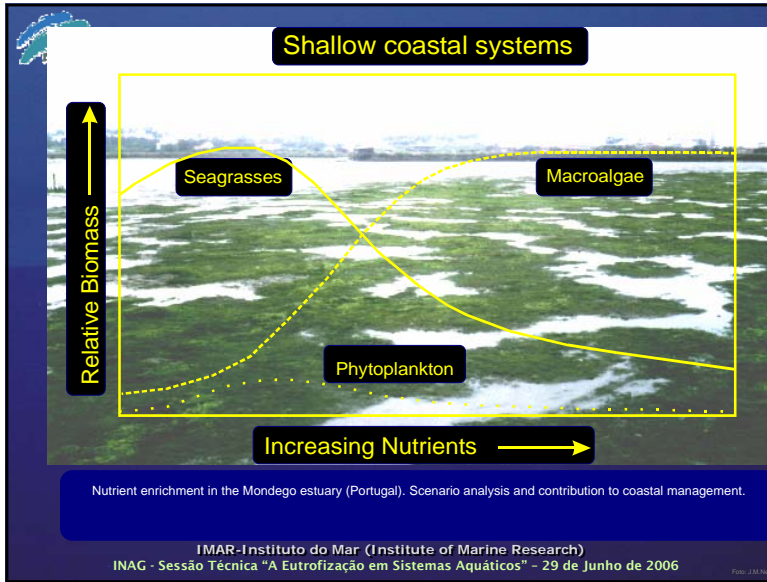 Shallow coastal systems
Relative Biomass
Seagrasses
Macroalgae
Phytoplankton
Increasing Nutrients
Nutrient enrichment in the Mondego estuary (Portugal). Scenario analysis and contribution to coastal management.
IMAR-Instituto do Mar (Institute of Marine Research)
INAG - Sessão Técnica "A Eutrofização em Sistemas Aquáticos" – 29 de Junho de 2006
Foto: J.M.